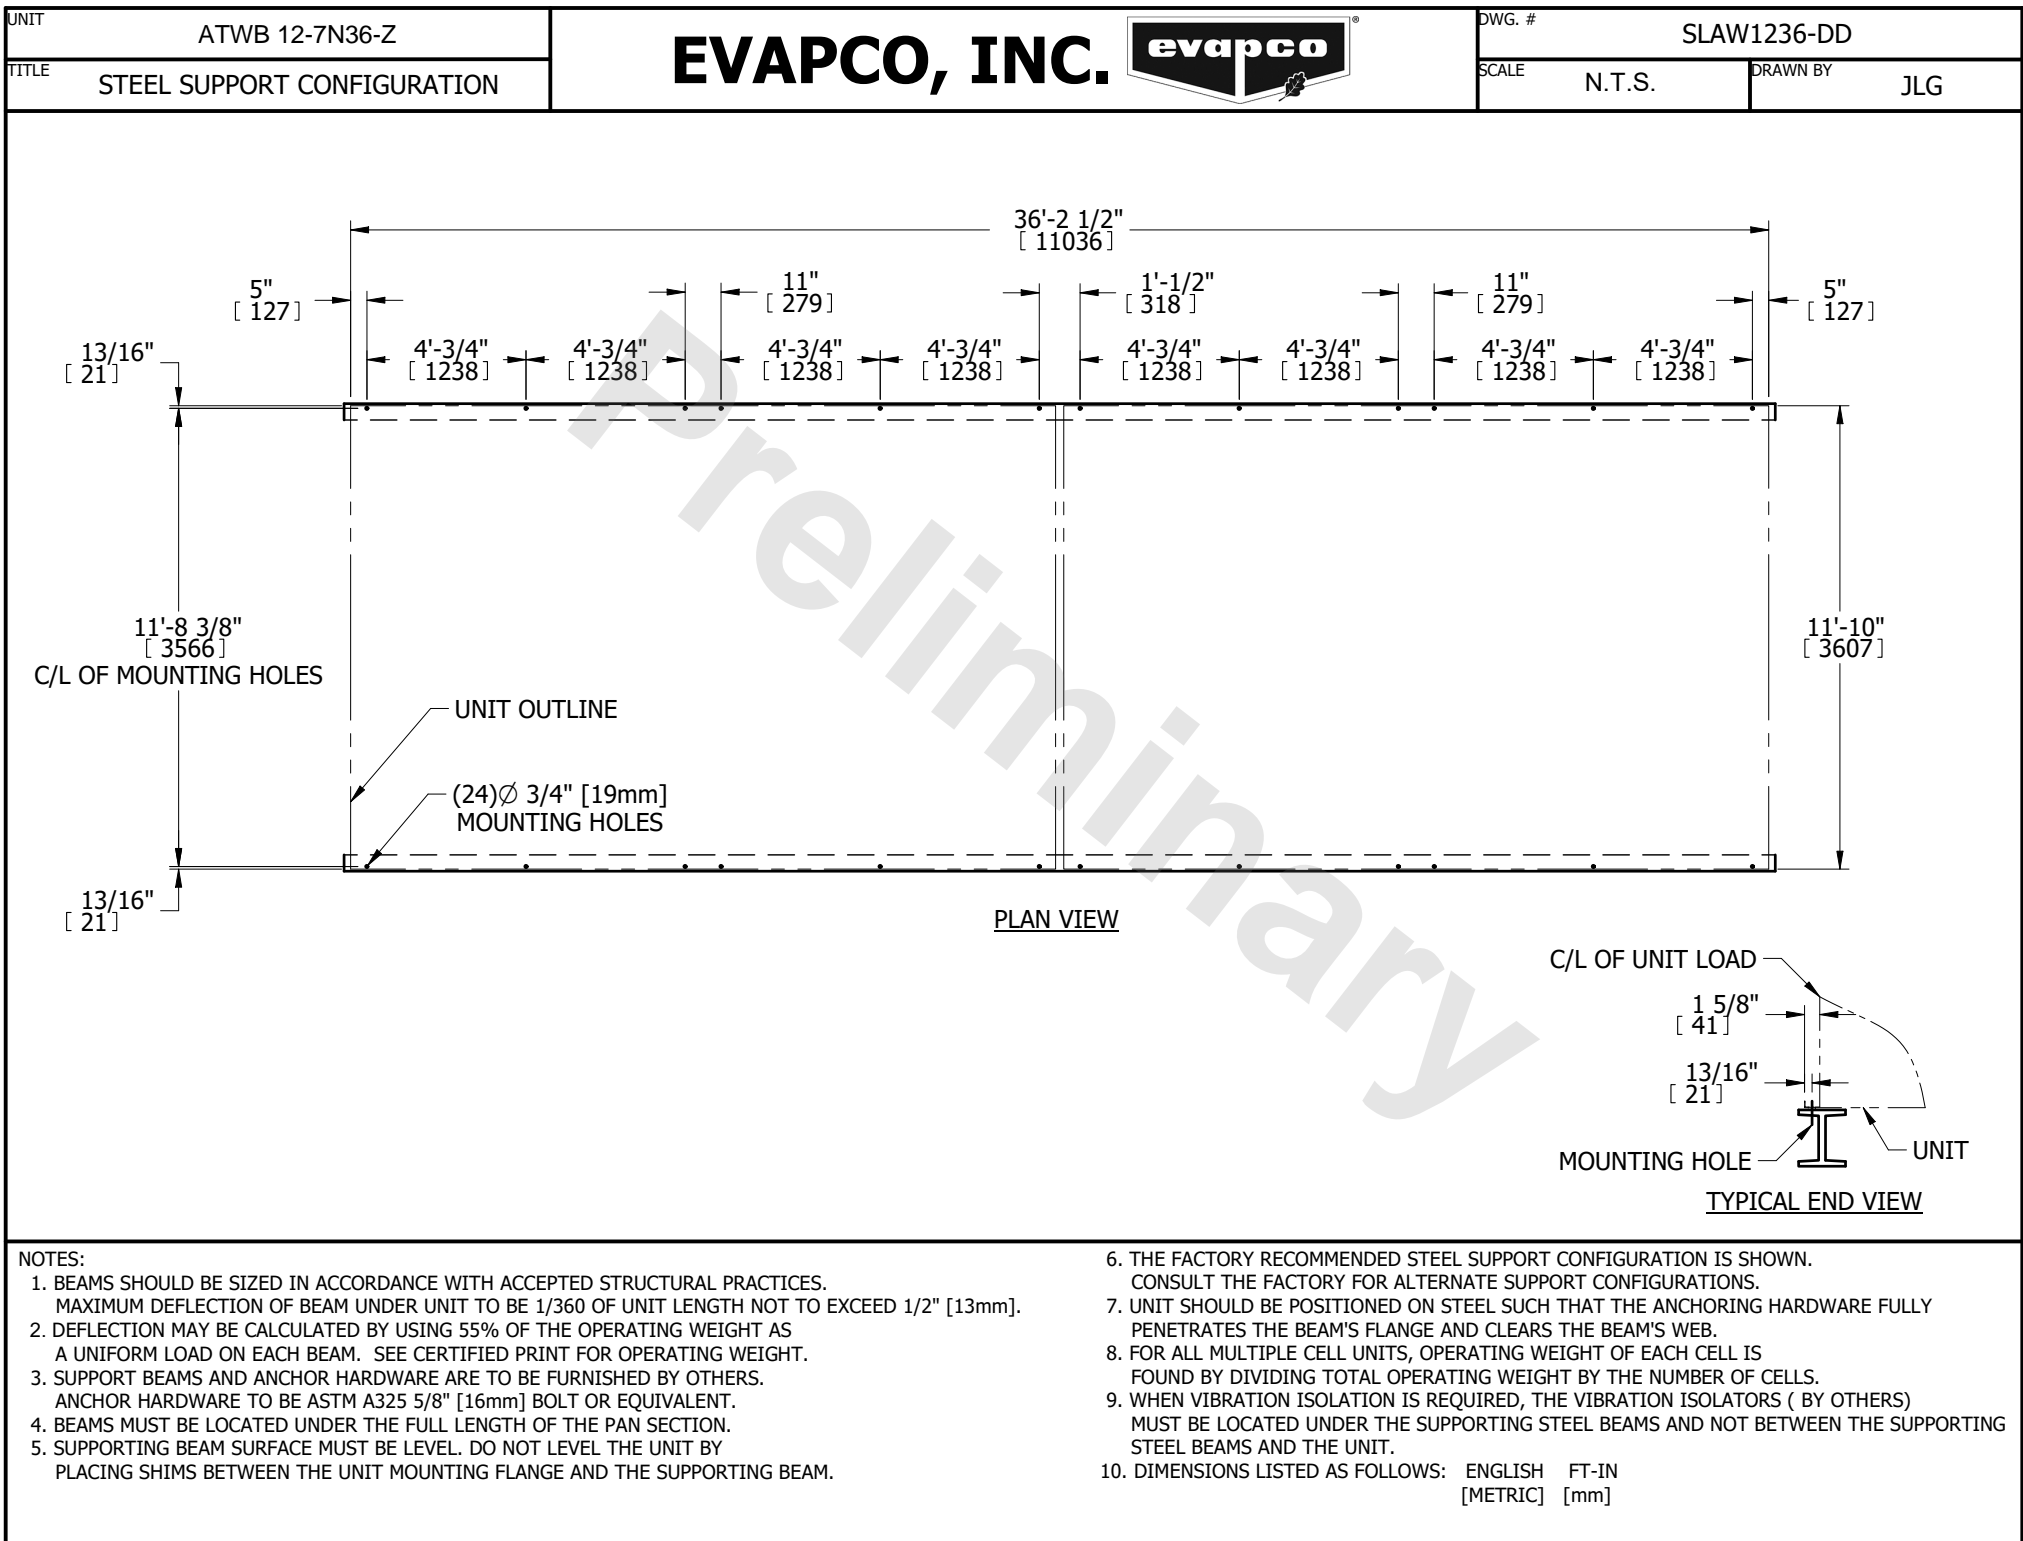 UNIT
ATWB 12-7N36-Z
TITLE
STEEL SUPPORT CONFIGURATION
EVAPCO, INC.
evapco
®
DWG. #
SLAW1236-DD
SCALE
N.T.S.
DRAWN BY
JLG
36'-2 1/2"
[ 11036 ]
5"
[ 127 ]
11"
[ 279 ]
1'-1/2"
[ 318 ]
11"
[ 279 ]
5"
[ 127 ]
13/16"
[ 21 ]
4'-3/4"
[ 1238 ]
4'-3/4"
[ 1238 ]
4'-3/4"
[ 1238 ]
4'-3/4"
[ 1238 ]
4'-3/4"
[ 1238 ]
4'-3/4"
[ 1238 ]
4'-3/4"
[ 1238 ]
4'-3/4"
[ 1238 ]
Preliminary
11'-8 3/8"
[ 3566 ]
C/L OF MOUNTING HOLES
11'-10"
[ 3607 ]
UNIT OUTLINE
(24)∅ 3/4" [19mm]
MOUNTING HOLES
13/16"
[ 21 ]
PLAN VIEW
C/L OF UNIT LOAD
1 5/8"
[ 41 ]
13/16"
[ 21 ]
MOUNTING HOLE
UNIT
TYPICAL END VIEW
NOTES:
1. BEAMS SHOULD BE SIZED IN ACCORDANCE WITH ACCEPTED STRUCTURAL PRACTICES.
MAXIMUM DEFLECTION OF BEAM UNDER UNIT TO BE 1/360 OF UNIT LENGTH NOT TO EXCEED 1/2" [13mm].
2. DEFLECTION MAY BE CALCULATED BY USING 55% OF THE OPERATING WEIGHT AS
A UNIFORM LOAD ON EACH BEAM. SEE CERTIFIED PRINT FOR OPERATING WEIGHT.
3. SUPPORT BEAMS AND ANCHOR HARDWARE ARE TO BE FURNISHED BY OTHERS.
ANCHOR HARDWARE TO BE ASTM A325 5/8" [16mm] BOLT OR EQUIVALENT.
4. BEAMS MUST BE LOCATED UNDER THE FULL LENGTH OF THE PAN SECTION.
5. SUPPORTING BEAM SURFACE MUST BE LEVEL. DO NOT LEVEL THE UNIT BY
PLACING SHIMS BETWEEN THE UNIT MOUNTING FLANGE AND THE SUPPORTING BEAM.
6. THE FACTORY RECOMMENDED STEEL SUPPORT CONFIGURATION IS SHOWN.
CONSULT THE FACTORY FOR ALTERNATE SUPPORT CONFIGURATIONS.
7. UNIT SHOULD BE POSITIONED ON STEEL SUCH THAT THE ANCHORING HARDWARE FULLY
PENETRATES THE BEAM'S FLANGE AND CLEARS THE BEAM'S WEB.
8. FOR ALL MULTIPLE CELL UNITS, OPERATING WEIGHT OF EACH CELL IS
FOUND BY DIVIDING TOTAL OPERATING WEIGHT BY THE NUMBER OF CELLS.
9. WHEN VIBRATION ISOLATION IS REQUIRED, THE VIBRATION ISOLATORS ( BY OTHERS)
MUST BE LOCATED UNDER THE SUPPORTING STEEL BEAMS AND NOT BETWEEN THE SUPPORTING
STEEL BEAMS AND THE UNIT.
10. DIMENSIONS LISTED AS FOLLOWS: ENGLISH FT-IN
[METRIC] [mm]